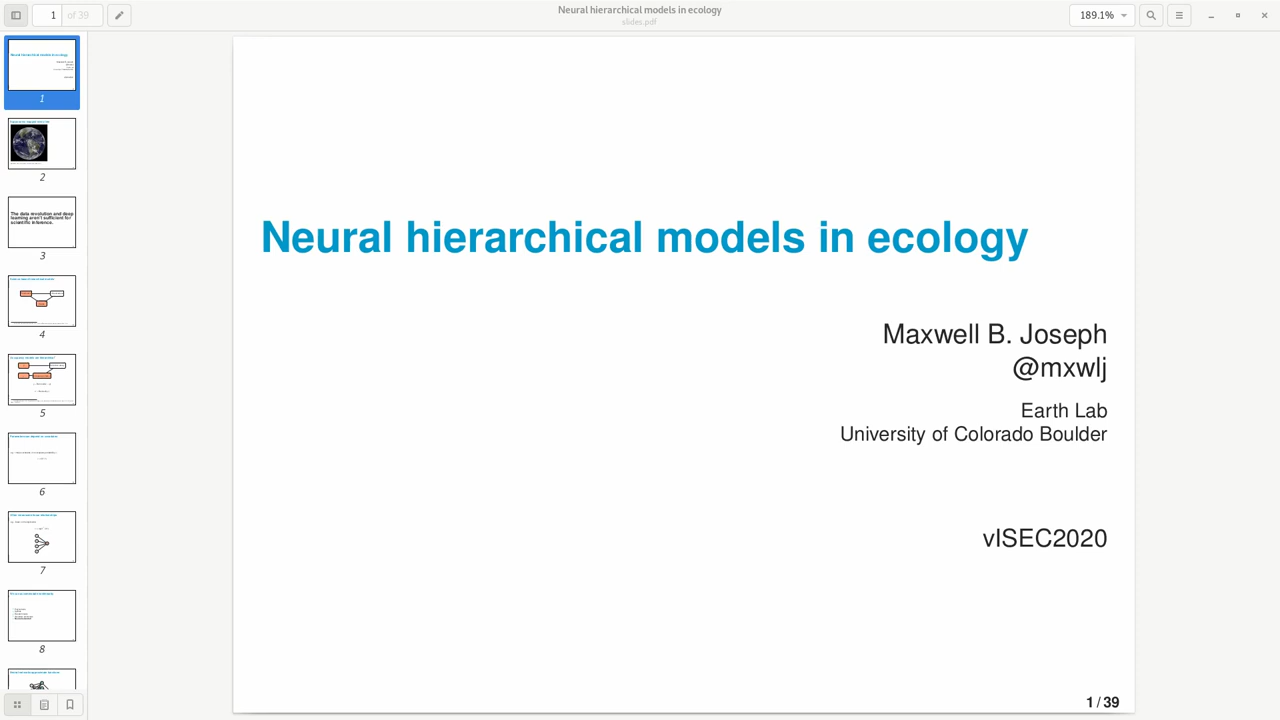 Neural hierarchical models in ecology
slides.pdf
1 of 39
189.1%
Neural hierarchical models in ecology
Maxwell B. Joseph
@mxwlj
Earth Lab
University of Colorado Boulder
vISEC2020
1 / 39
1
2
The data revolution and deep
learning aren't sufficient for
scientific inference.
3
4
5
6
7
8